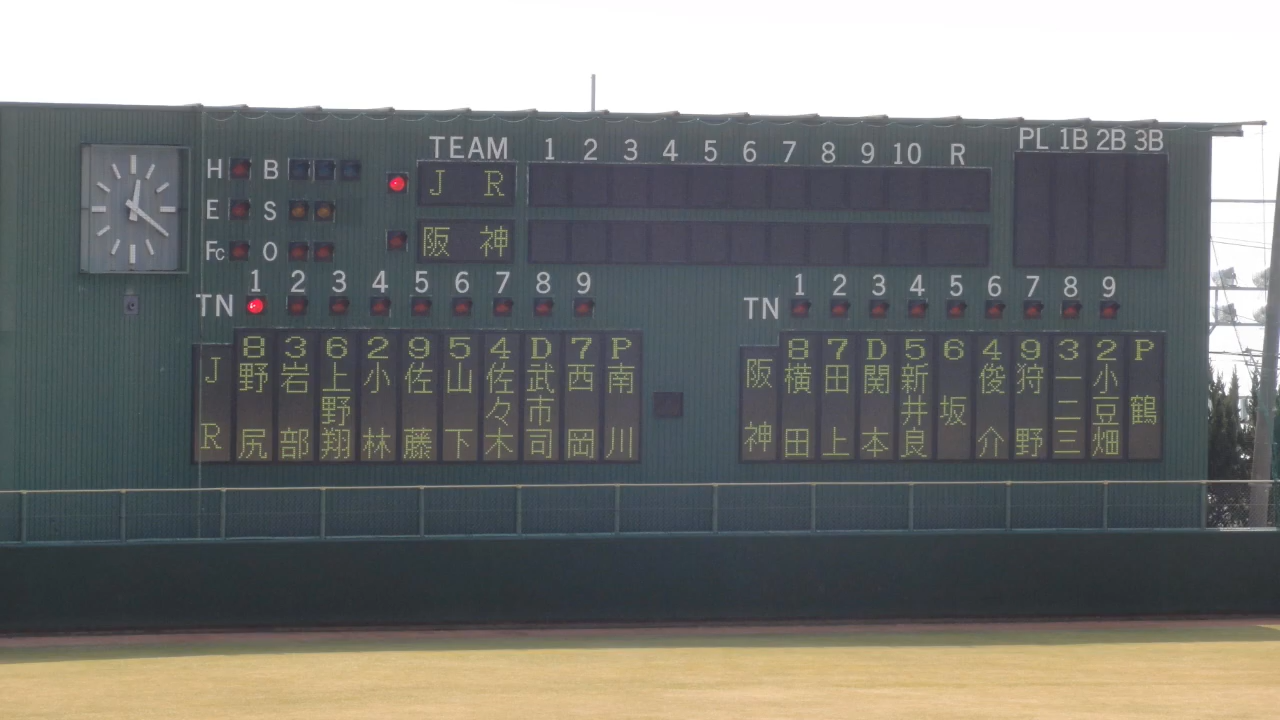 TEAM 1 2 3 4 5 6 7 8 9 10 R PL 1B 2B 3B
H B
J R
E S
阪神
Fc O
1 2 3 4 5 6 7 8 9
TN
1 2 3 4 5 6 7 8 9
TN
JR
8野尻
3岩部
6上野翔
2小林
9佐藤
5山下
4佐々木
D武市司
7西岡
P南川
阪神
8横田
7田上
D関本
5新井良
6坂
4俊介
9狩野
3一二三
2小豆畑
P鶴